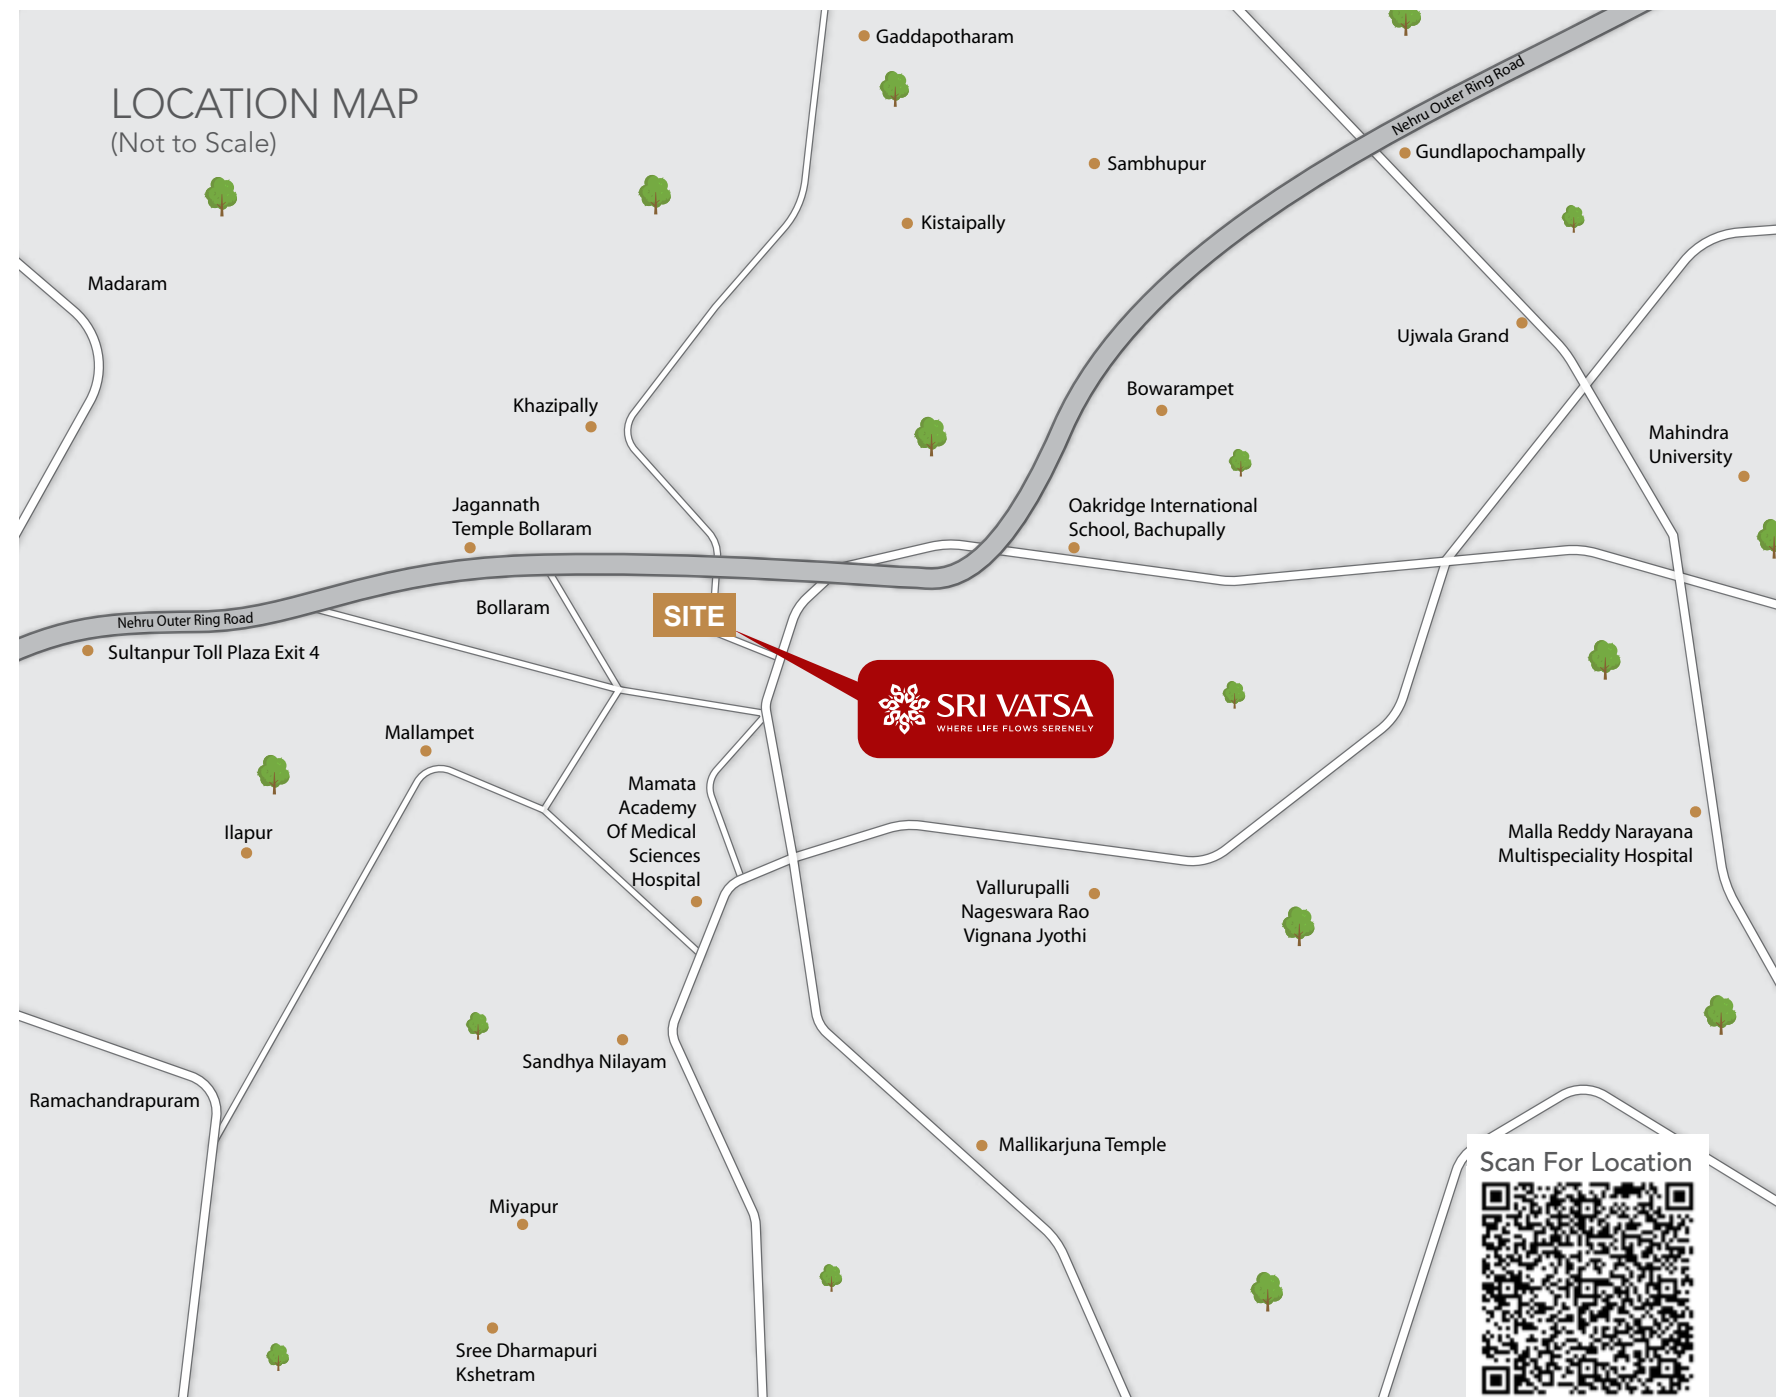 LOCATION MAP
(Not to Scale)
Gaddapotharam
Nehru Outer Ring Road
Gundlapochampally
Sambhupur
Kistaipally
Madaram
Ujwala Grand
Khazipally
Bowarampet
Mahindra
University
Jagannath
Temple Bollaram
Oakridge International
School, Bachupally
Bollaram
SITE
Nehru Outer Ring Road
Sultanpur Toll Plaza Exit 4
SRI VATSA
WHERE LIFE FLOWS SERENELY
Mallampet
Mamata
Academy
Of Medical
Sciences
Hospital
Ilapur
Malla Reddy Narayana
Multispeciality Hospital
Vallurupalli
Nageswara Rao
Vignana Jyothi
Sandhya Nilayam
Ramachandrapuram
Mallikarjuna Temple
Scan For Location
Miyapur
Sree Dharmapuri
Kshetram